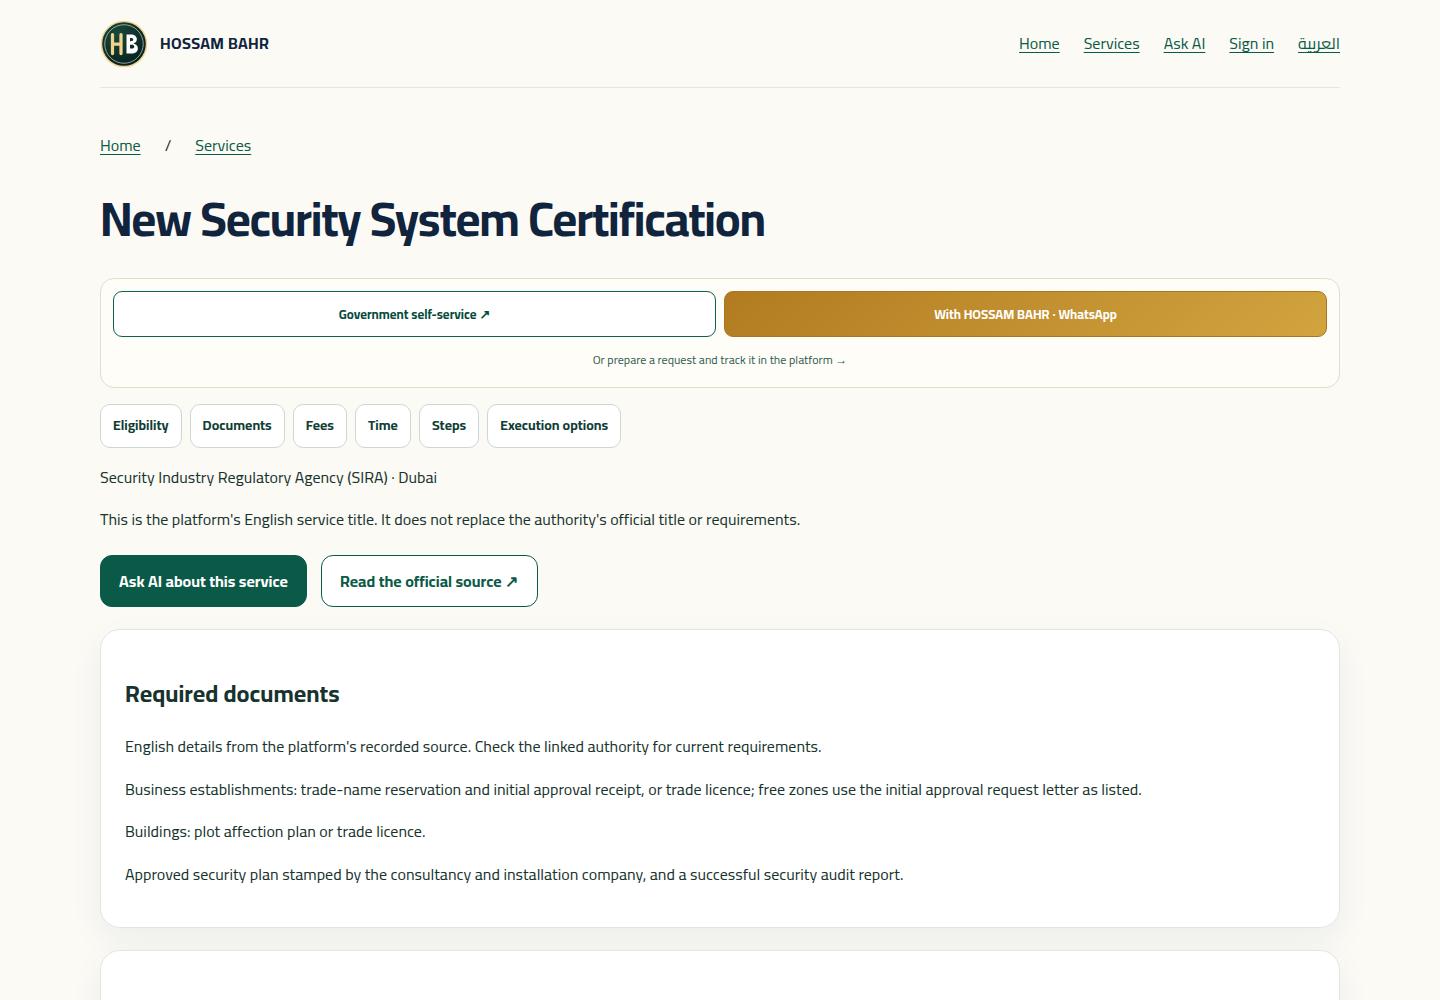 HB
HOSSAM BAHR
Home
Services
Ask AI
Sign in
العربية
Home / Services
New Security System Certification
Government self-service ↗
With HOSSAM BAHR · WhatsApp
Or prepare a request and track it in the platform →
Eligibility
Documents
Fees
Time
Steps
Execution options
Security Industry Regulatory Agency (SIRA) · Dubai
This is the platform's English service title. It does not replace the authority's official title or requirements.
Ask AI about this service
Read the official source ↗
Required documents
English details from the platform's recorded source. Check the linked authority for current requirements.
Business establishments: trade-name reservation and initial approval receipt, or trade licence; free zones use the initial approval request letter as listed.
Buildings: plot affection plan or trade licence.
Approved security plan stamped by the consultancy and installation company, and a successful security audit report.